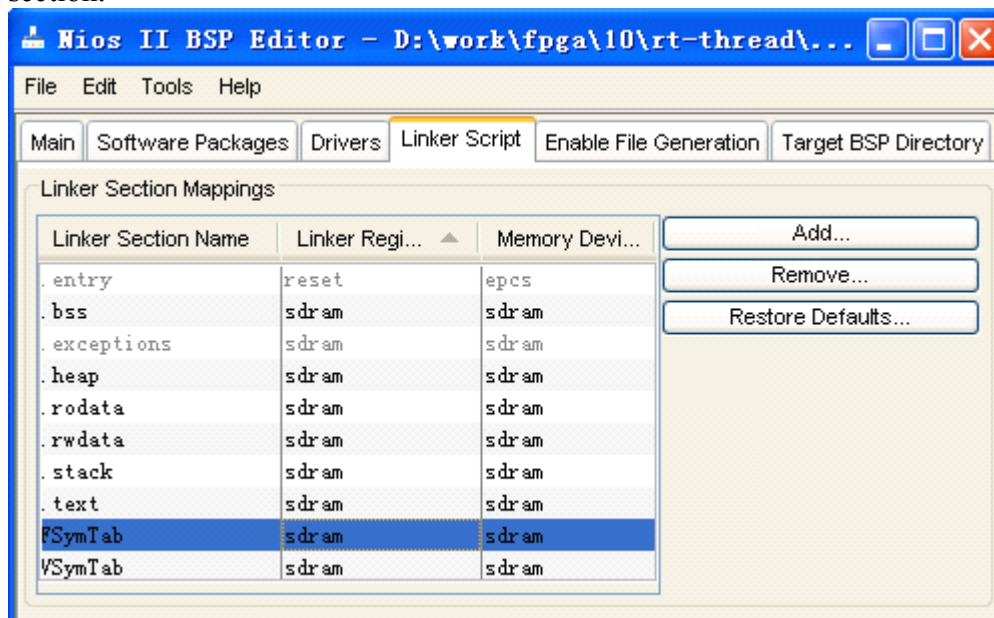 section.
Nios II BSP Editor - D:\work\fpga\10\rt-thread\...
File Edit Tools Help
Main Software Packages Drivers Linker Script Enable File Generation Target BSP Directory
Linker Section Mappings
Linker Section Name Linker Regi... Memory Devi... Add...
.entry reset epcs Remove...
.bss sdram sdram Restore Defaults...
.exceptions sdram sdram
.heap sdram sdram
.rodata sdram sdram
.rwdata sdram sdram
.stack sdram sdram
.text sdram sdram
FSymTab sdram sdram
VSymTab sdram sdram